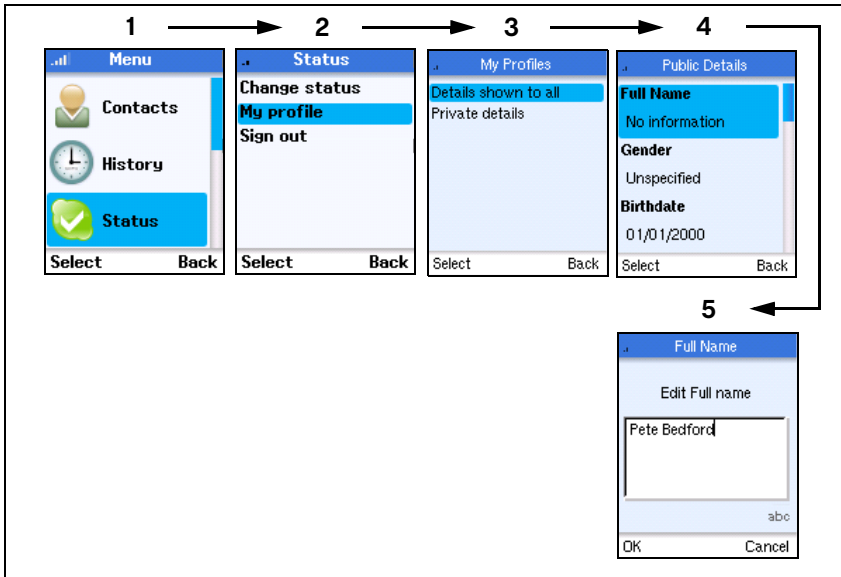 1
2
3
4
Menu
Contacts
History
Status
Select Back
Status
Change status
My profile
Sign out
Select Back
My Profiles
Details shown to all
Private details
Select Back
Public Details
Full Name
No information
Gender
Unspecified
Birthdate
01/01/2000
Select Back
5
Full Name
Edit Full name
Pete Bedford
abc
OK Cancel